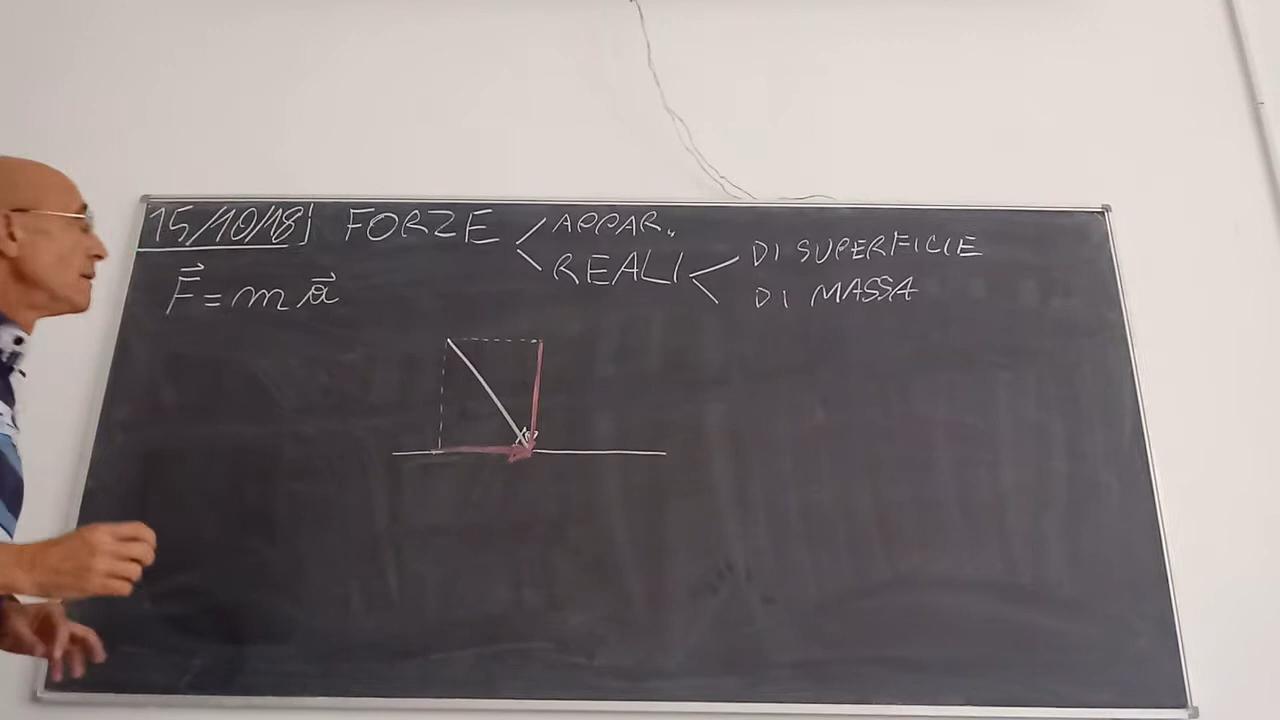 15/10/18 FORZE < APPAR.
REALI < DI SUPERFICIE
DI MASSA
F⃗ = m a⃗